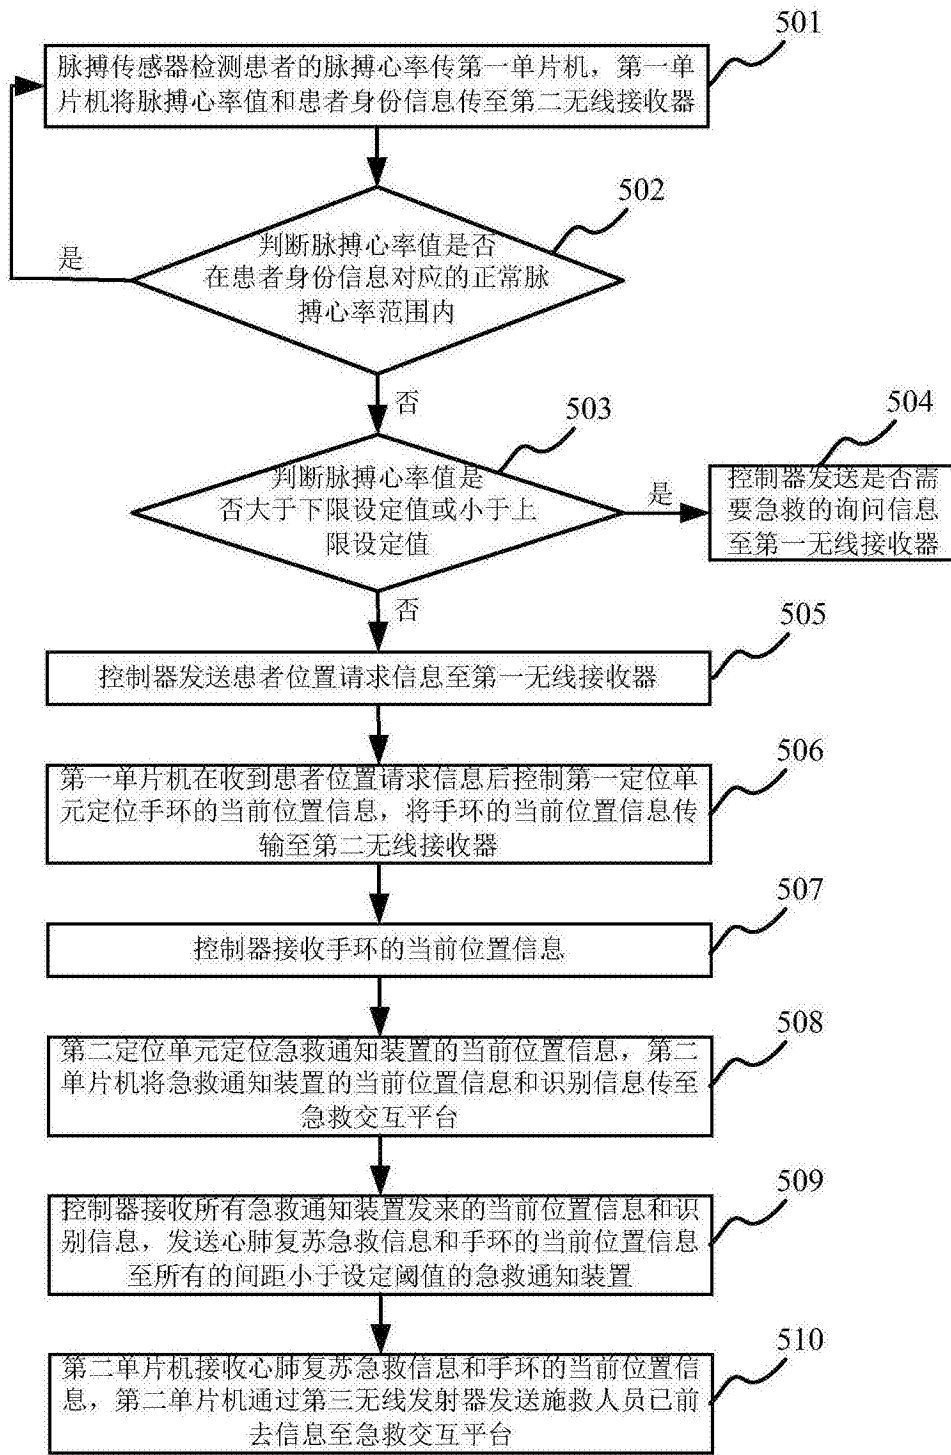 501
脉搏传感器检测患者的脉搏心率传第一单片机，第一单
片机将脉搏心率值和患者身份信息传至第二无线接收器
502
判断脉搏心率值是否
在患者身份信息对应的正常脉
搏心率范围内
是
否
503
判断脉搏心率值是
否大于下限设定值或小于上
限设定值
是
504
控制器发送是否需
要急救的询问信息
至第一无线接收器
否
505
控制器发送患者位置请求信息至第一无线接收器
506
第一单片机在收到患者位置请求信息后控制第一定位单
元定位手环的当前位置信息，将手环的当前位置信息传
输至第二无线接收器
507
控制器接收手环的当前位置信息
508
第二定位单元定位急救通知装置的当前位置信息，第二
单片机将急救通知装置的当前位置信息和识别信息传至
急救交互平台
509
控制器接收所有急救通知装置发来的当前位置信息和识
别信息，发送心肺复苏急救信息和手环的当前位置信息
至所有的间距小于设定阈值的急救通知装置
510
第二单片机接收心肺复苏急救信息和手环的当前位置信
息，第二单片机通过第三无线发射器发送施救人员已前
去信息至急救交互平台